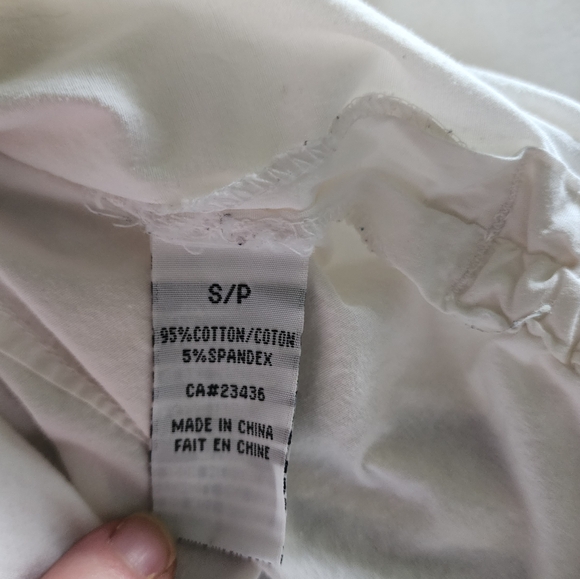 S/P
95%COTTON/COTON
5%SPANDEX
CA#23436
MADE IN CHINA
FAIT EN CHINE